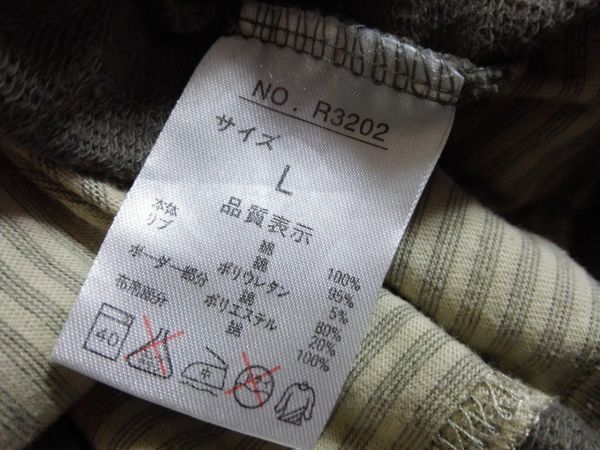 NO. R3202
サイズ
L
品質表示
本体 綿 100%
リブ 綿 95%
ポリウレタン 5%
ボーダー部分 綿 80%
ポリエステル 20%
布帛部分 綿 100%
40 中